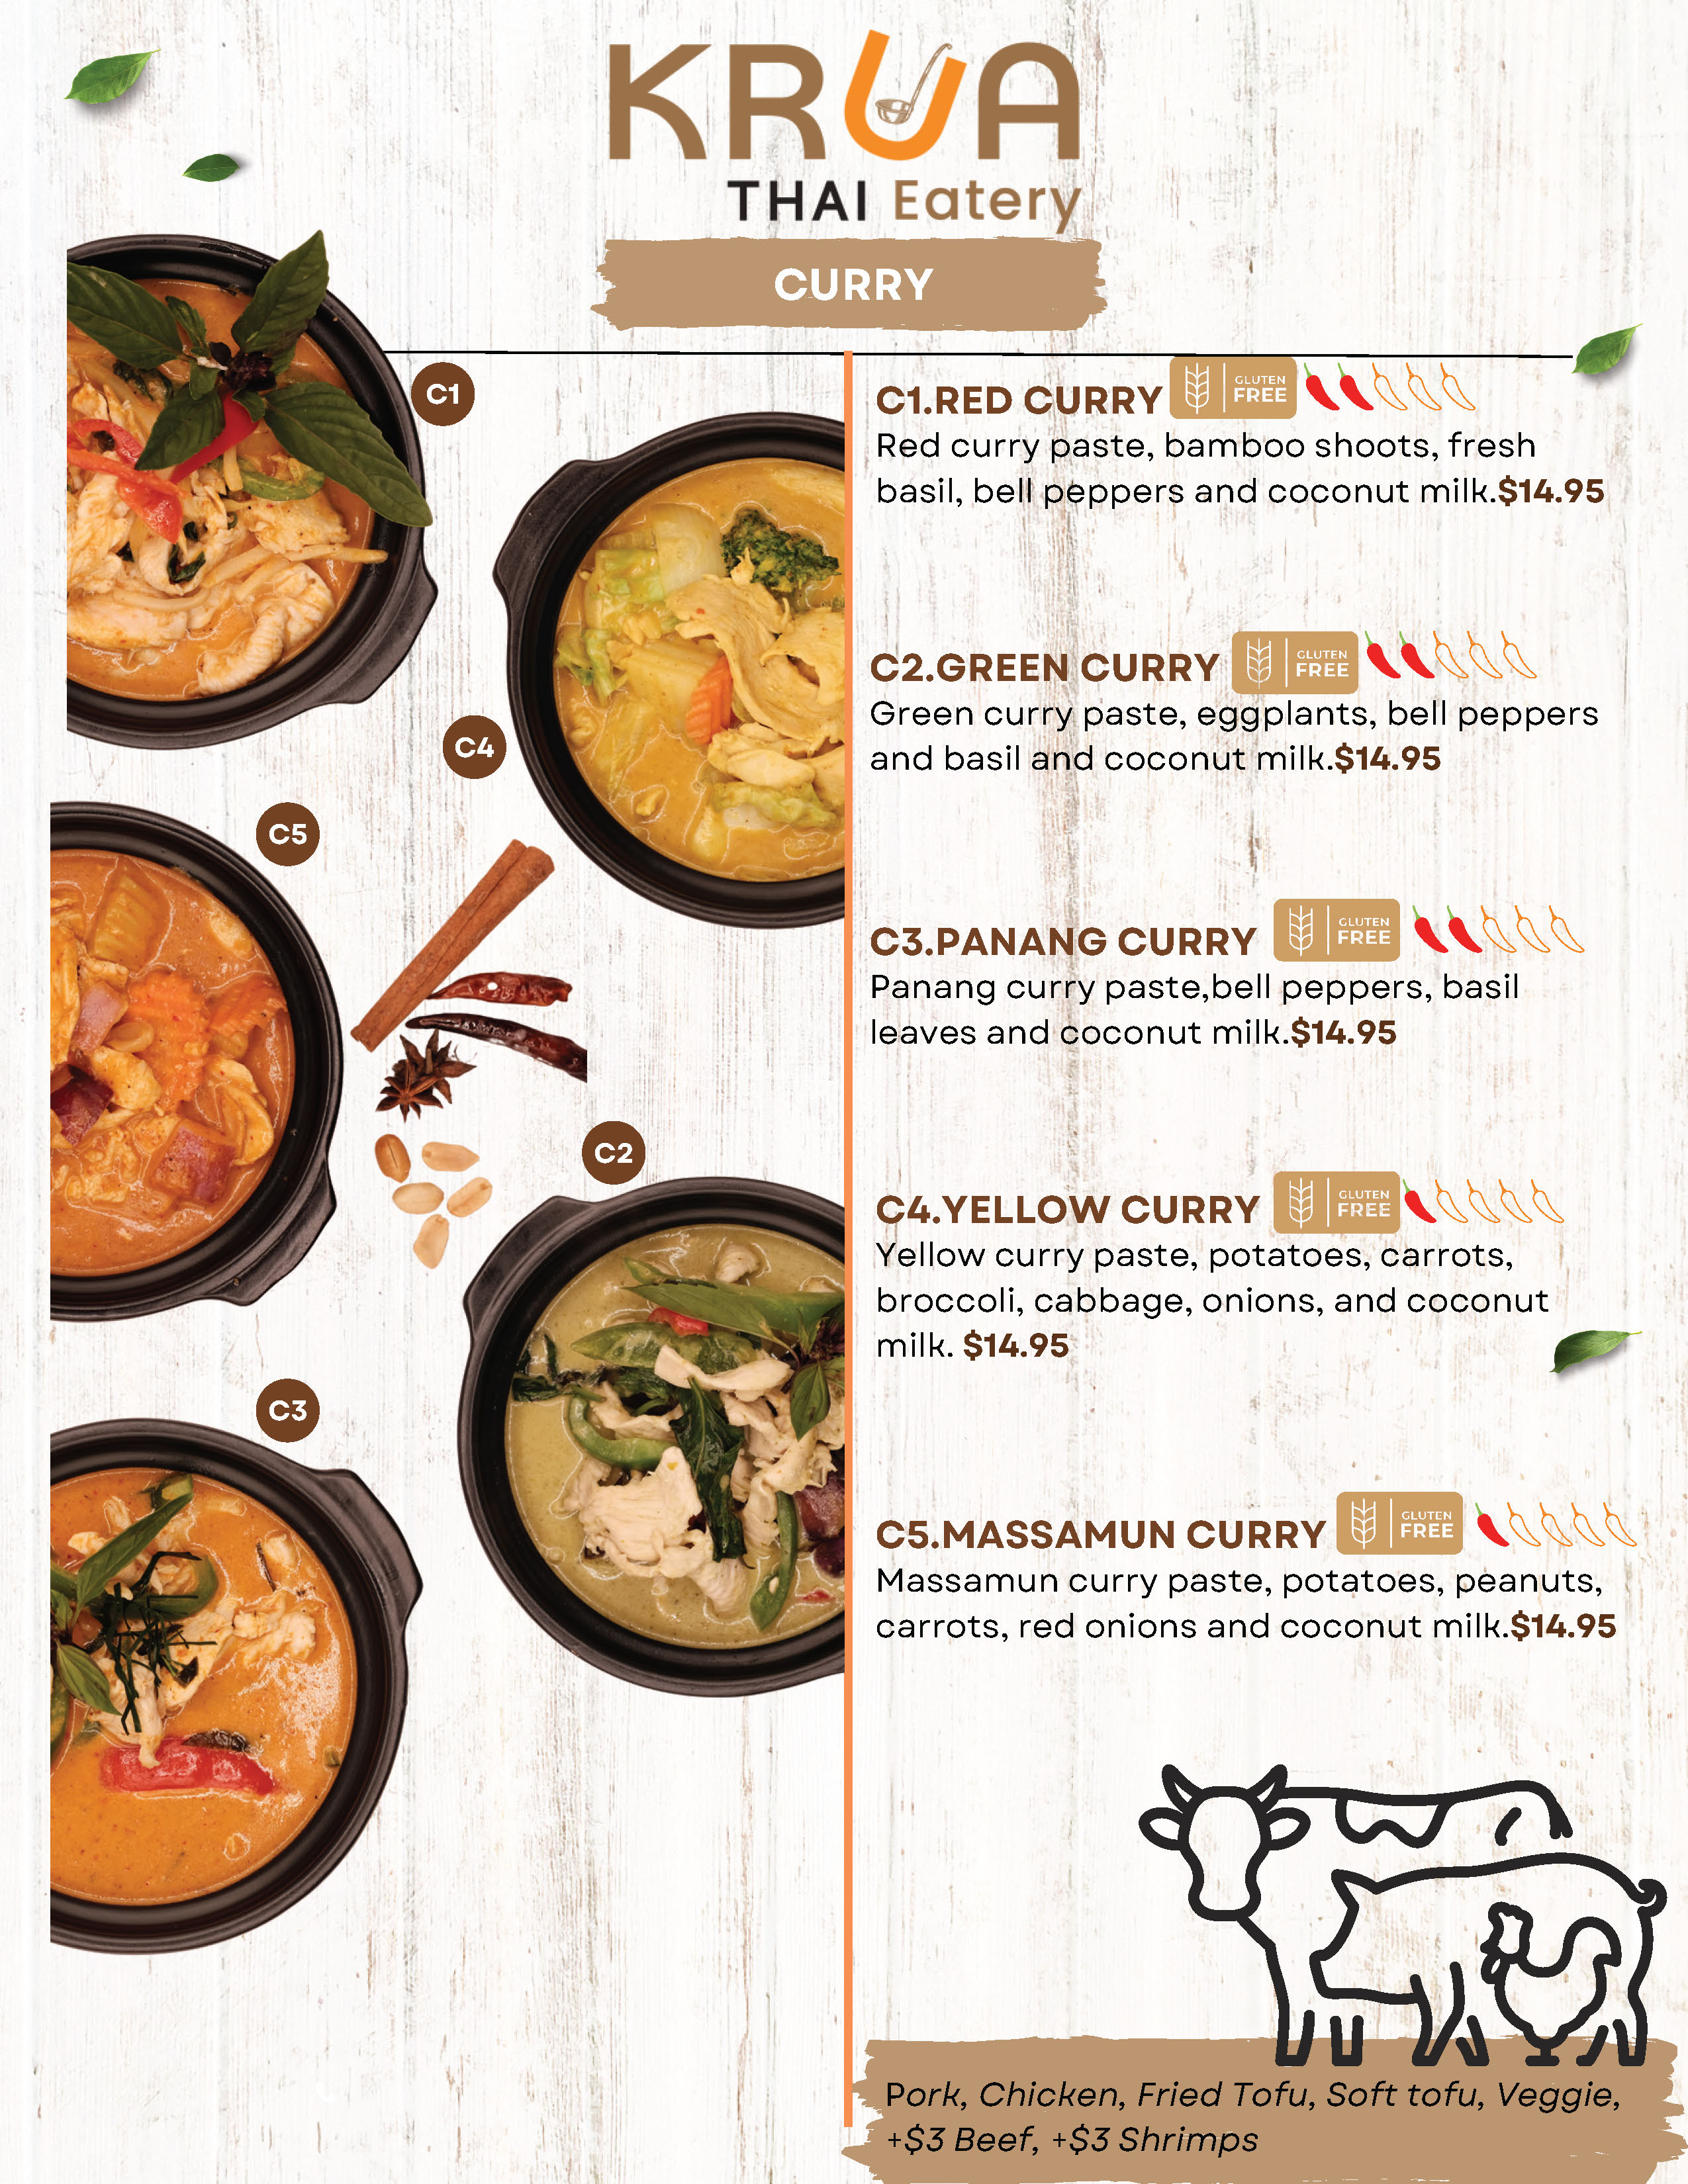 KRUA
THAI Eatery
CURRY
C1
C4
C5
C2
C3
C1.RED CURRY GLUTEN FREE
Red curry paste, bamboo shoots, fresh
basil, bell peppers and coconut milk.$14.95
C2.GREEN CURRY GLUTEN FREE
Green curry paste, eggplants, bell peppers
and basil and coconut milk.$14.95
C3.PANANG CURRY GLUTEN FREE
Panang curry paste,bell peppers, basil
leaves and coconut milk.$14.95
C4.YELLOW CURRY GLUTEN FREE
Yellow curry paste, potatoes, carrots,
broccoli, cabbage, onions, and coconut
milk. $14.95
C5.MASSAMUN CURRY GLUTEN FREE
Massamun curry paste, potatoes, peanuts,
carrots, red onions and coconut milk.$14.95
Pork, Chicken, Fried Tofu, Soft tofu, Veggie,
+$3 Beef, +$3 Shrimps